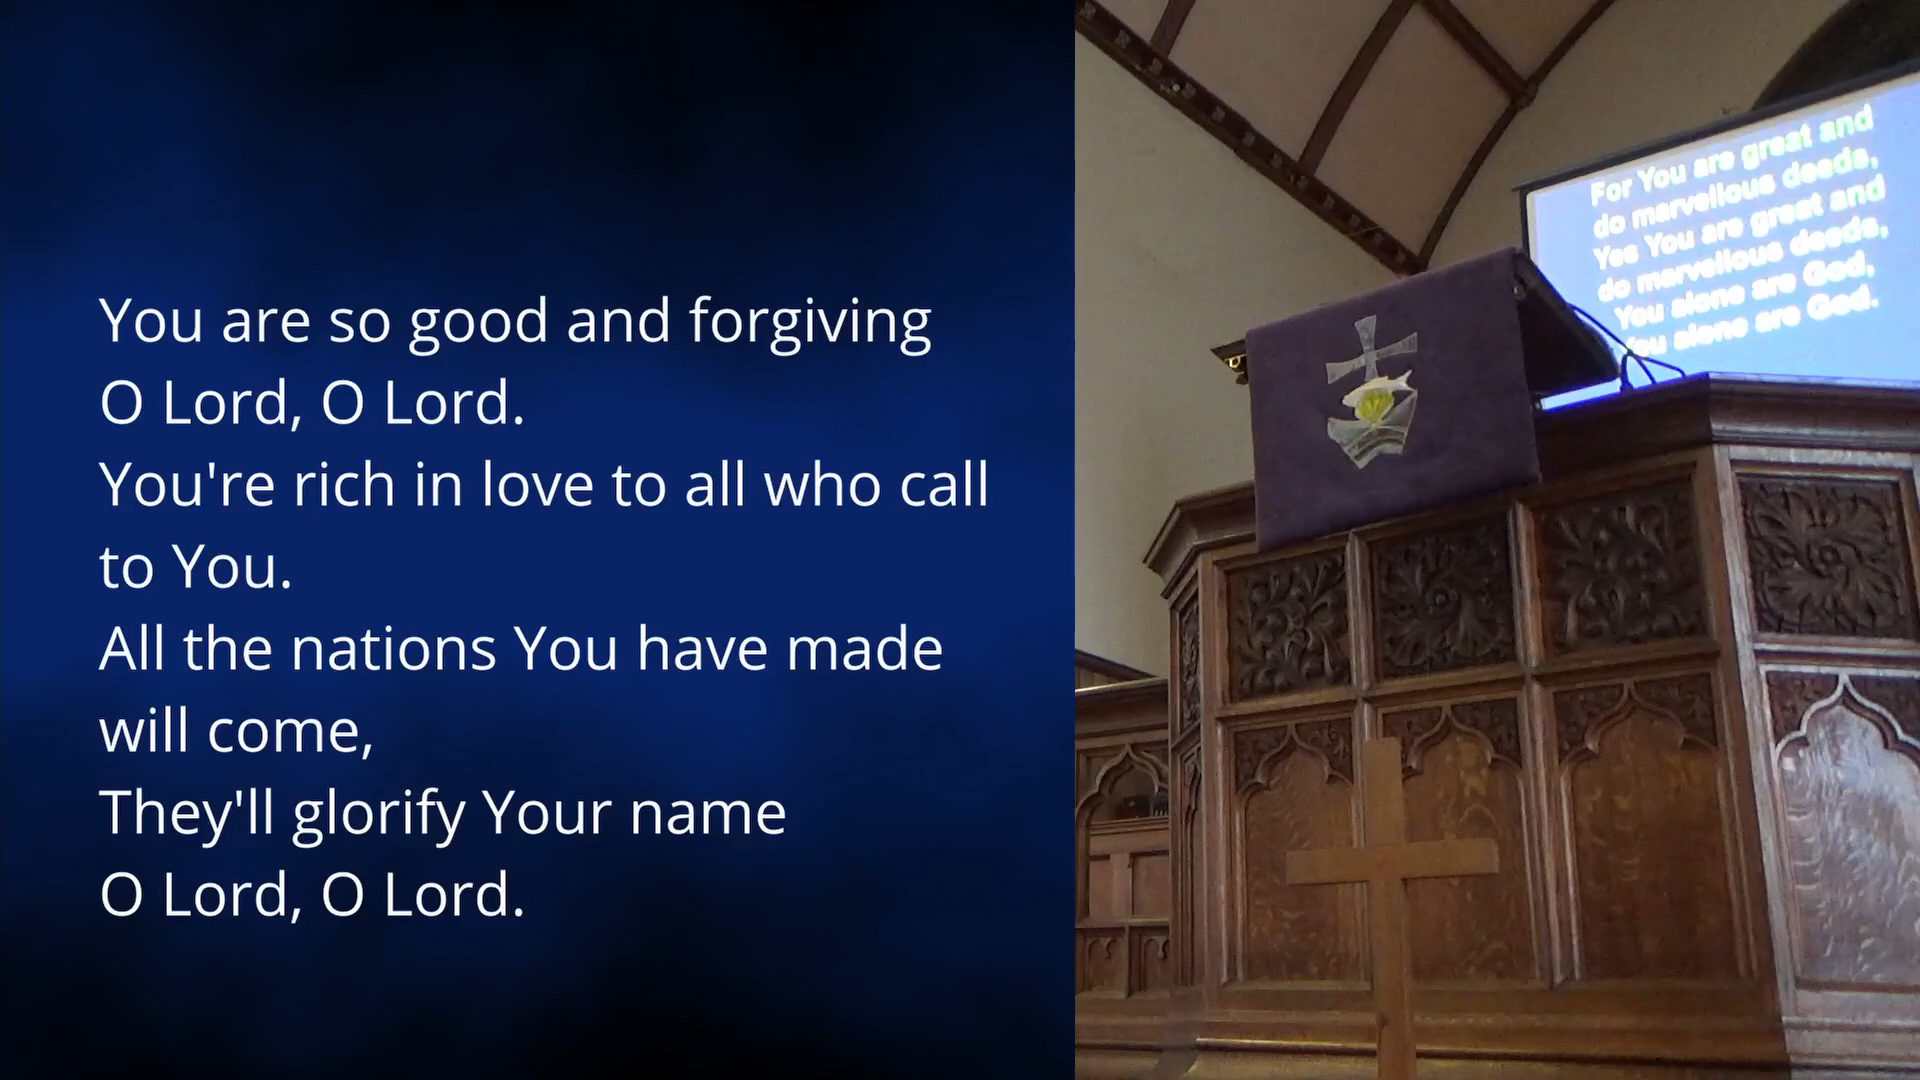 You are so good and forgiving
O Lord, O Lord.
You're rich in love to all who call
to You.
All the nations You have made
will come,
They'll glorify Your name
O Lord, O Lord.
For You are great and
do marvellous deeds,
Yes You are great and
do marvellous deeds,
You alone are God,
You alone are God.